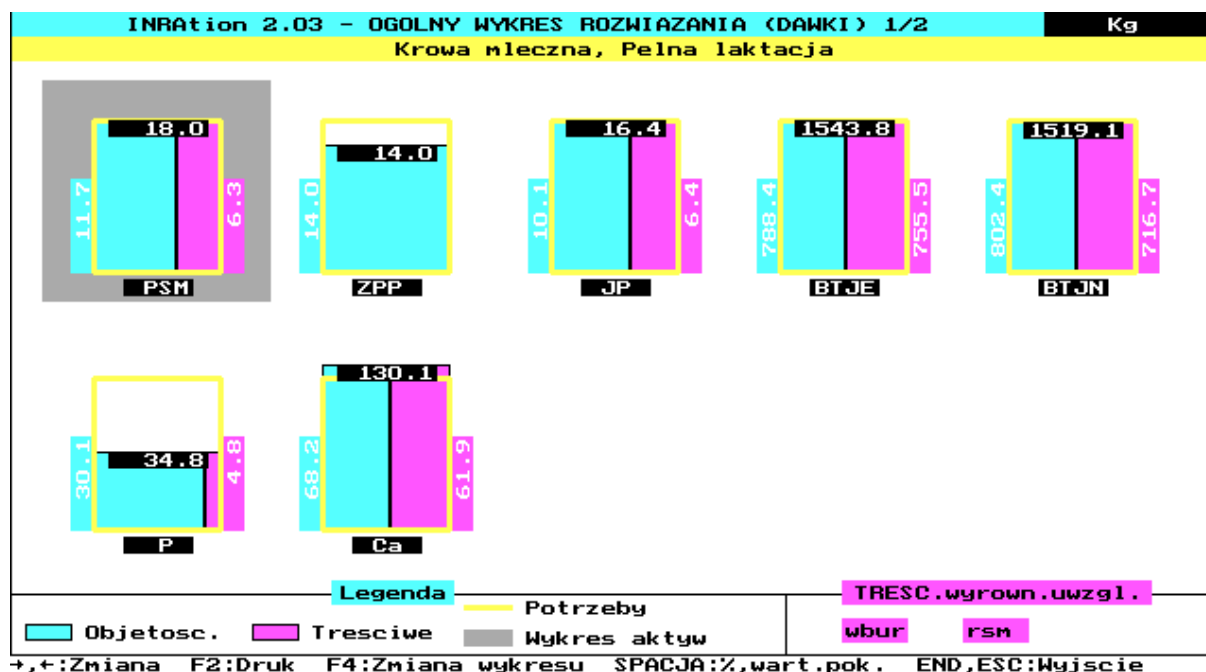 INRAtion 2.03 - OGOLNY WYKRES ROZWIAZANIA (DAWKI) 1/2 Kg
Krowa mleczna, Pelna laktacja
18.0 14.0 16.4 1543.8 1519.1
11.7 6.3 14.0 10.1 6.4 788.4 755.5 802.4 716.7
PSM ZPP JP BTJE BTJN
34.8 130.1
30.1 4.8 68.2 61.9
P Ca
Legenda TRESC.wyrown.uwzgl.
Potrzeby
Objetosc. Tresciwe Wykres aktyw wbur rsm
→,←:Zmiana F2:Druk F4:Zmiana wykresu SPACJA:%,wart.pok. END,ESC:Wyjscie